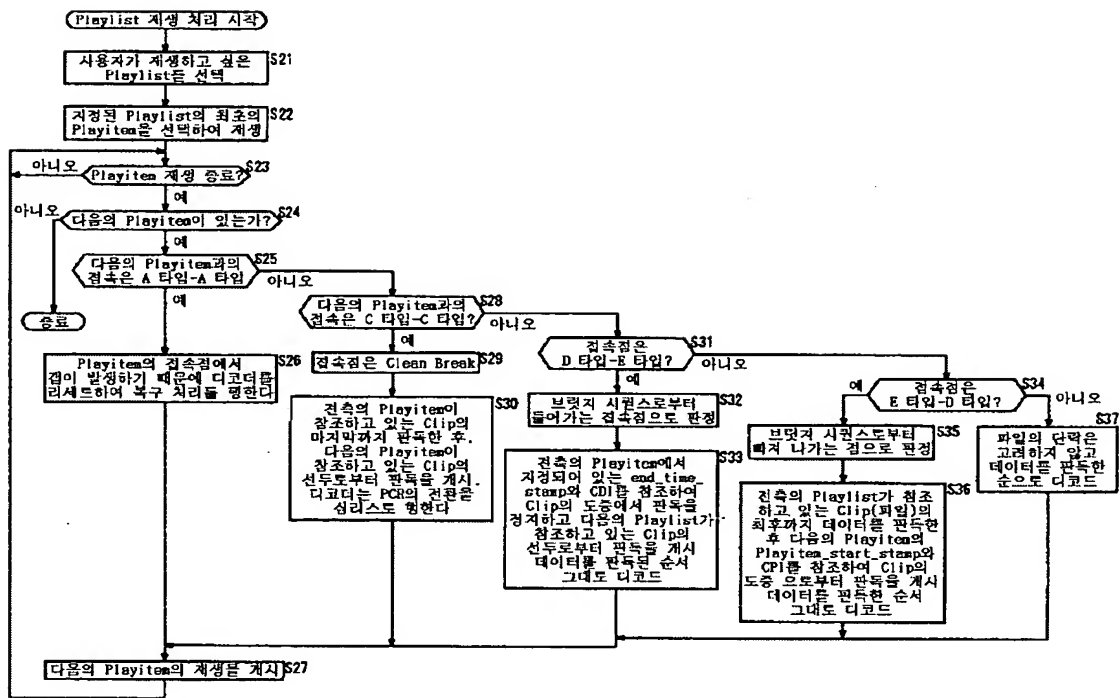 Playlist 재생 처리 시작
사용자가 재생하고 싶은
Playlist를 선택
S21
지정된 Playlist의 최초의
Playitem을 선택하여 재생
S22
Playitem 재생 종료?
S23
아니오
예
다음의 Playitem이 있는가?
S24
아니오
예
종료
다음의 Playitem과의
접속은 A 타입-A 타입
S25
아니오
예
Playitem의 접속점에서
갭이 발생하기 때문에 디코더를
리세트하여 복구 처리를 행한다
S26
다음의 Playitem과의
접속은 C 타입-C 타입?
S28
아니오
예
접속점은 Clean Break
S29
전측의 Playitem이
참조하고 있는 Clip의
마지막까지 판독한 후,
다음의 Playitem이
참조하고 있는 Clip의
선두로부터 판독을 개시.
디코더는 PCR의 전환을
심리스로 행한다
S30
접속점은
D 타입-E 타입?
S31
아니오
예
브릿지 시퀀스로부터
들어가는 접속점으로 판정
S32
전측의 Playitem에서
지정되어 있는 end_time_
stamp와 CDI를 참조하여
Clip의 도중에서 판독을
정지하고 다음의 Playlist가
참조하고 있는 Clip의
선두로부터 판독을 개시
데이터를 판독된 순서
그대도 디코드
S33
접속점은
E 타입-D 타입?
S34
예
아니오
브릿지 시퀀스로부터
빠져 나가는 점으로 판정
S35
전측의 Playlist가 참조
하고 있는 Clip(파일)의
최후까지 데이터를 판독한
후 다음의 Playitem의
Playitem_start_stamp와
CPI를 참조하여 Clip의
도중 으로부터 판독을 개시
데이터를 판독한 순서
그대도 디코드
S36
파일의 단락은
고려하지 않고
데이터를 판독한
순으로 디코드
S37
다음의 Playitem의 재생을 개시
S27